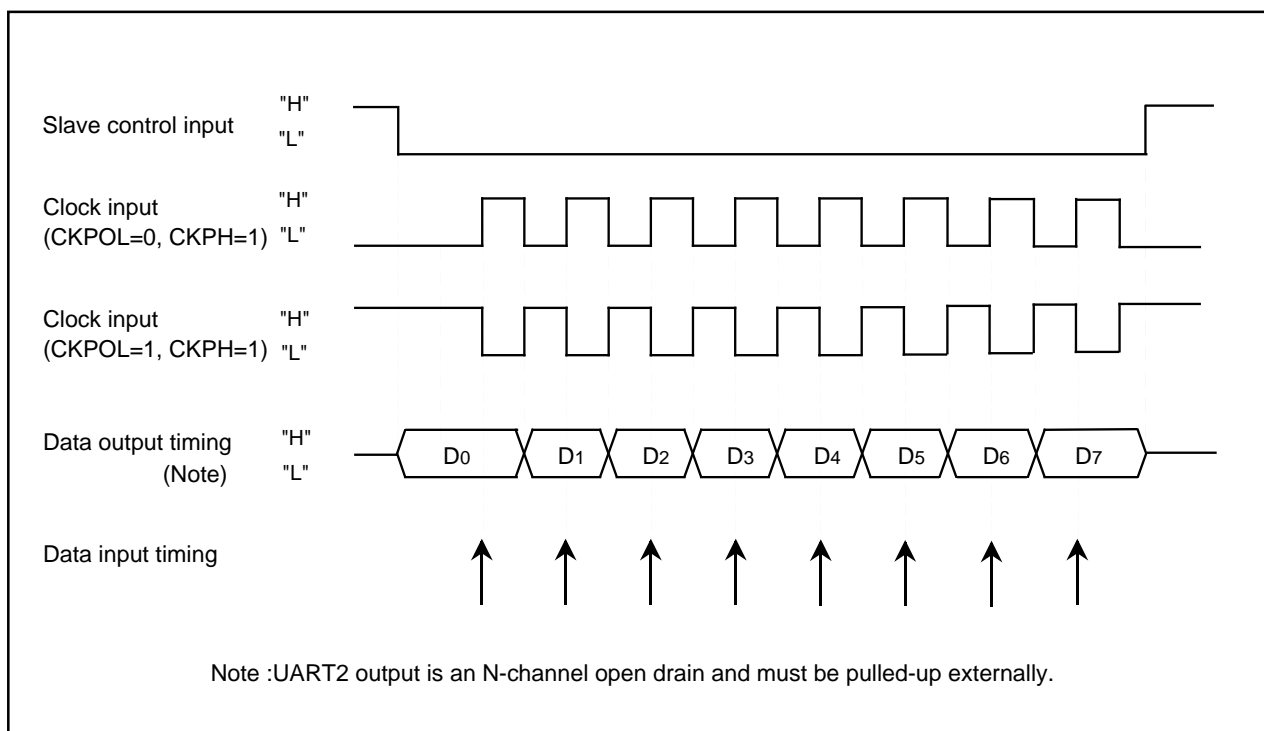 Slave control input
"H"
"L"
Clock input
(CKPOL=0, CKPH=1)
"H"
"L"
Clock input
(CKPOL=1, CKPH=1)
"H"
"L"
Data output timing
(Note)
"H"
"L"
D0 D1 D2 D3 D4 D5 D6 D7
Data input timing
Note :UART2 output is an N-channel open drain and must be pulled-up externally.